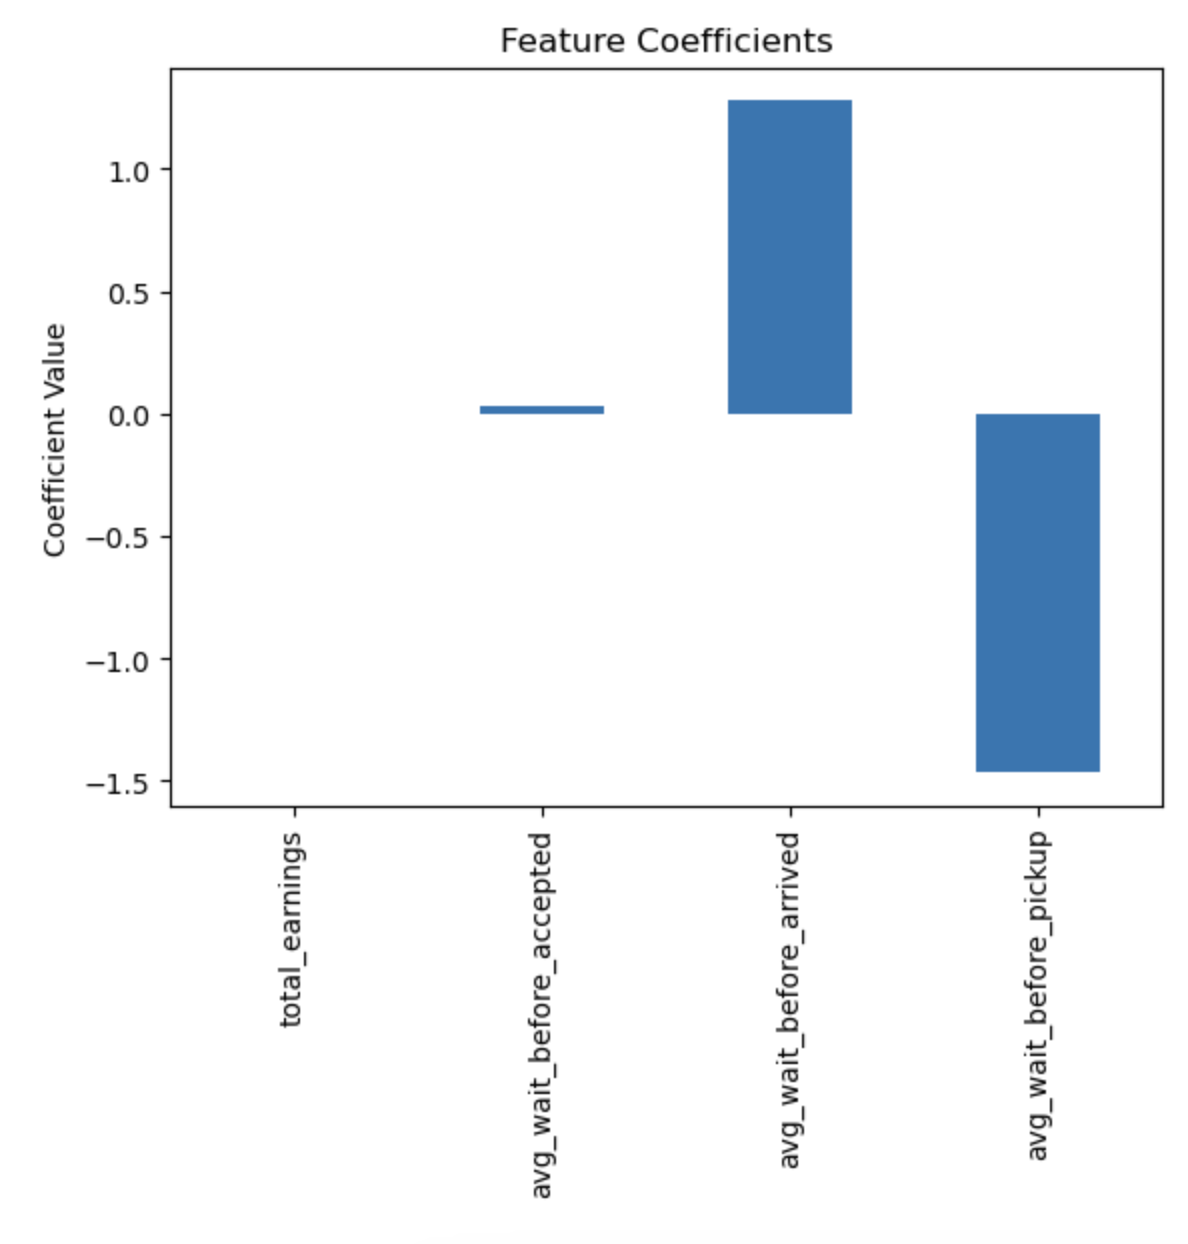 Feature Coefficients
Coefficient Value
1.0
0.5
0.0
−0.5
−1.0
−1.5
total_earnings
avg_wait_before_accepted
avg_wait_before_arrived
avg_wait_before_pickup